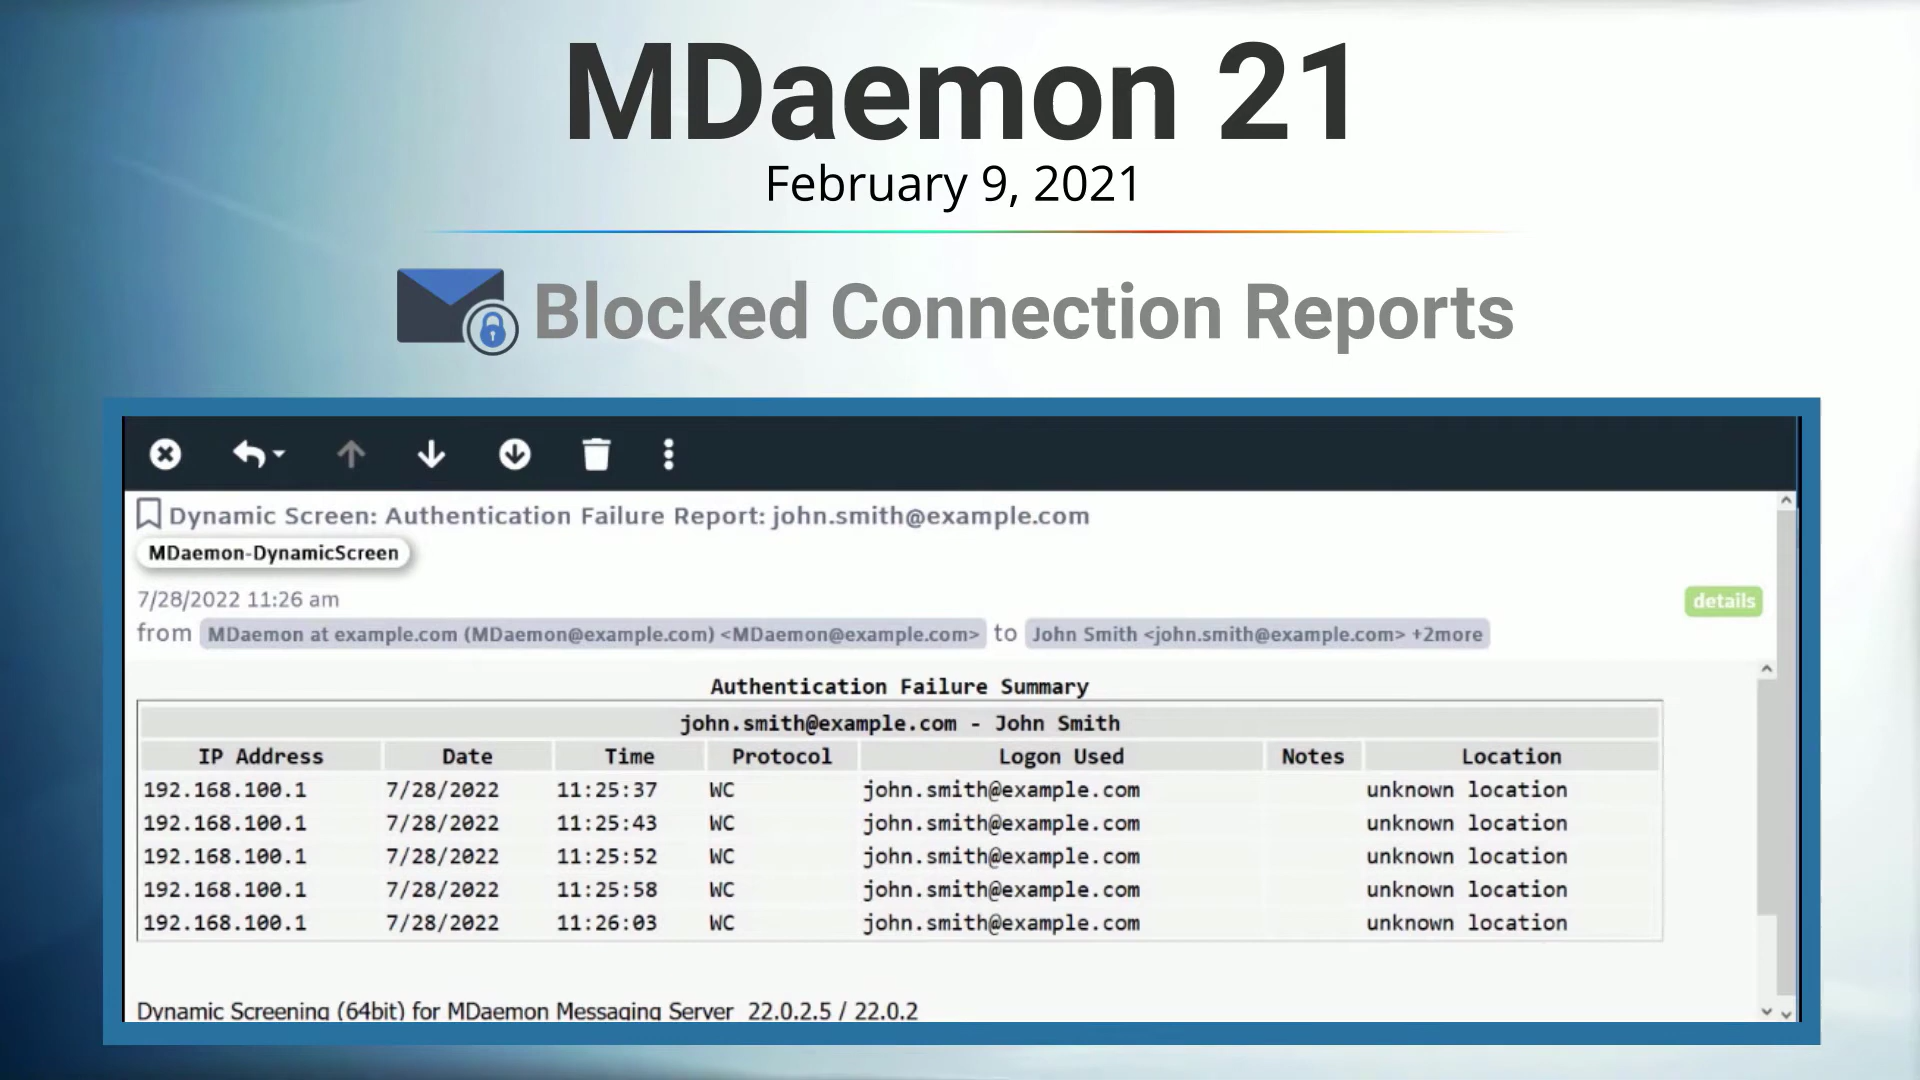 MDaemon 21
February 9, 2021
Blocked Connection Reports
Dynamic Screen: Authentication Failure Report: john.smith@example.com
MDaemon-DynamicScreen
7/28/2022 11:26 am
details
from MDaemon at example.com (MDaemon@example.com) <MDaemon@example.com> to John Smith <john.smith@example.com> +2more
Authentication Failure Summary
john.smith@example.com - John Smith
IP Address Date Time Protocol Logon Used Notes Location
192.168.100.1 7/28/2022 11:25:37 WC john.smith@example.com unknown location
192.168.100.1 7/28/2022 11:25:43 WC john.smith@example.com unknown location
192.168.100.1 7/28/2022 11:25:52 WC john.smith@example.com unknown location
192.168.100.1 7/28/2022 11:25:58 WC john.smith@example.com unknown location
192.168.100.1 7/28/2022 11:26:03 WC john.smith@example.com unknown location
Dynamic Screening (64bit) for MDaemon Messaging Server 22.0.2.5 / 22.0.2